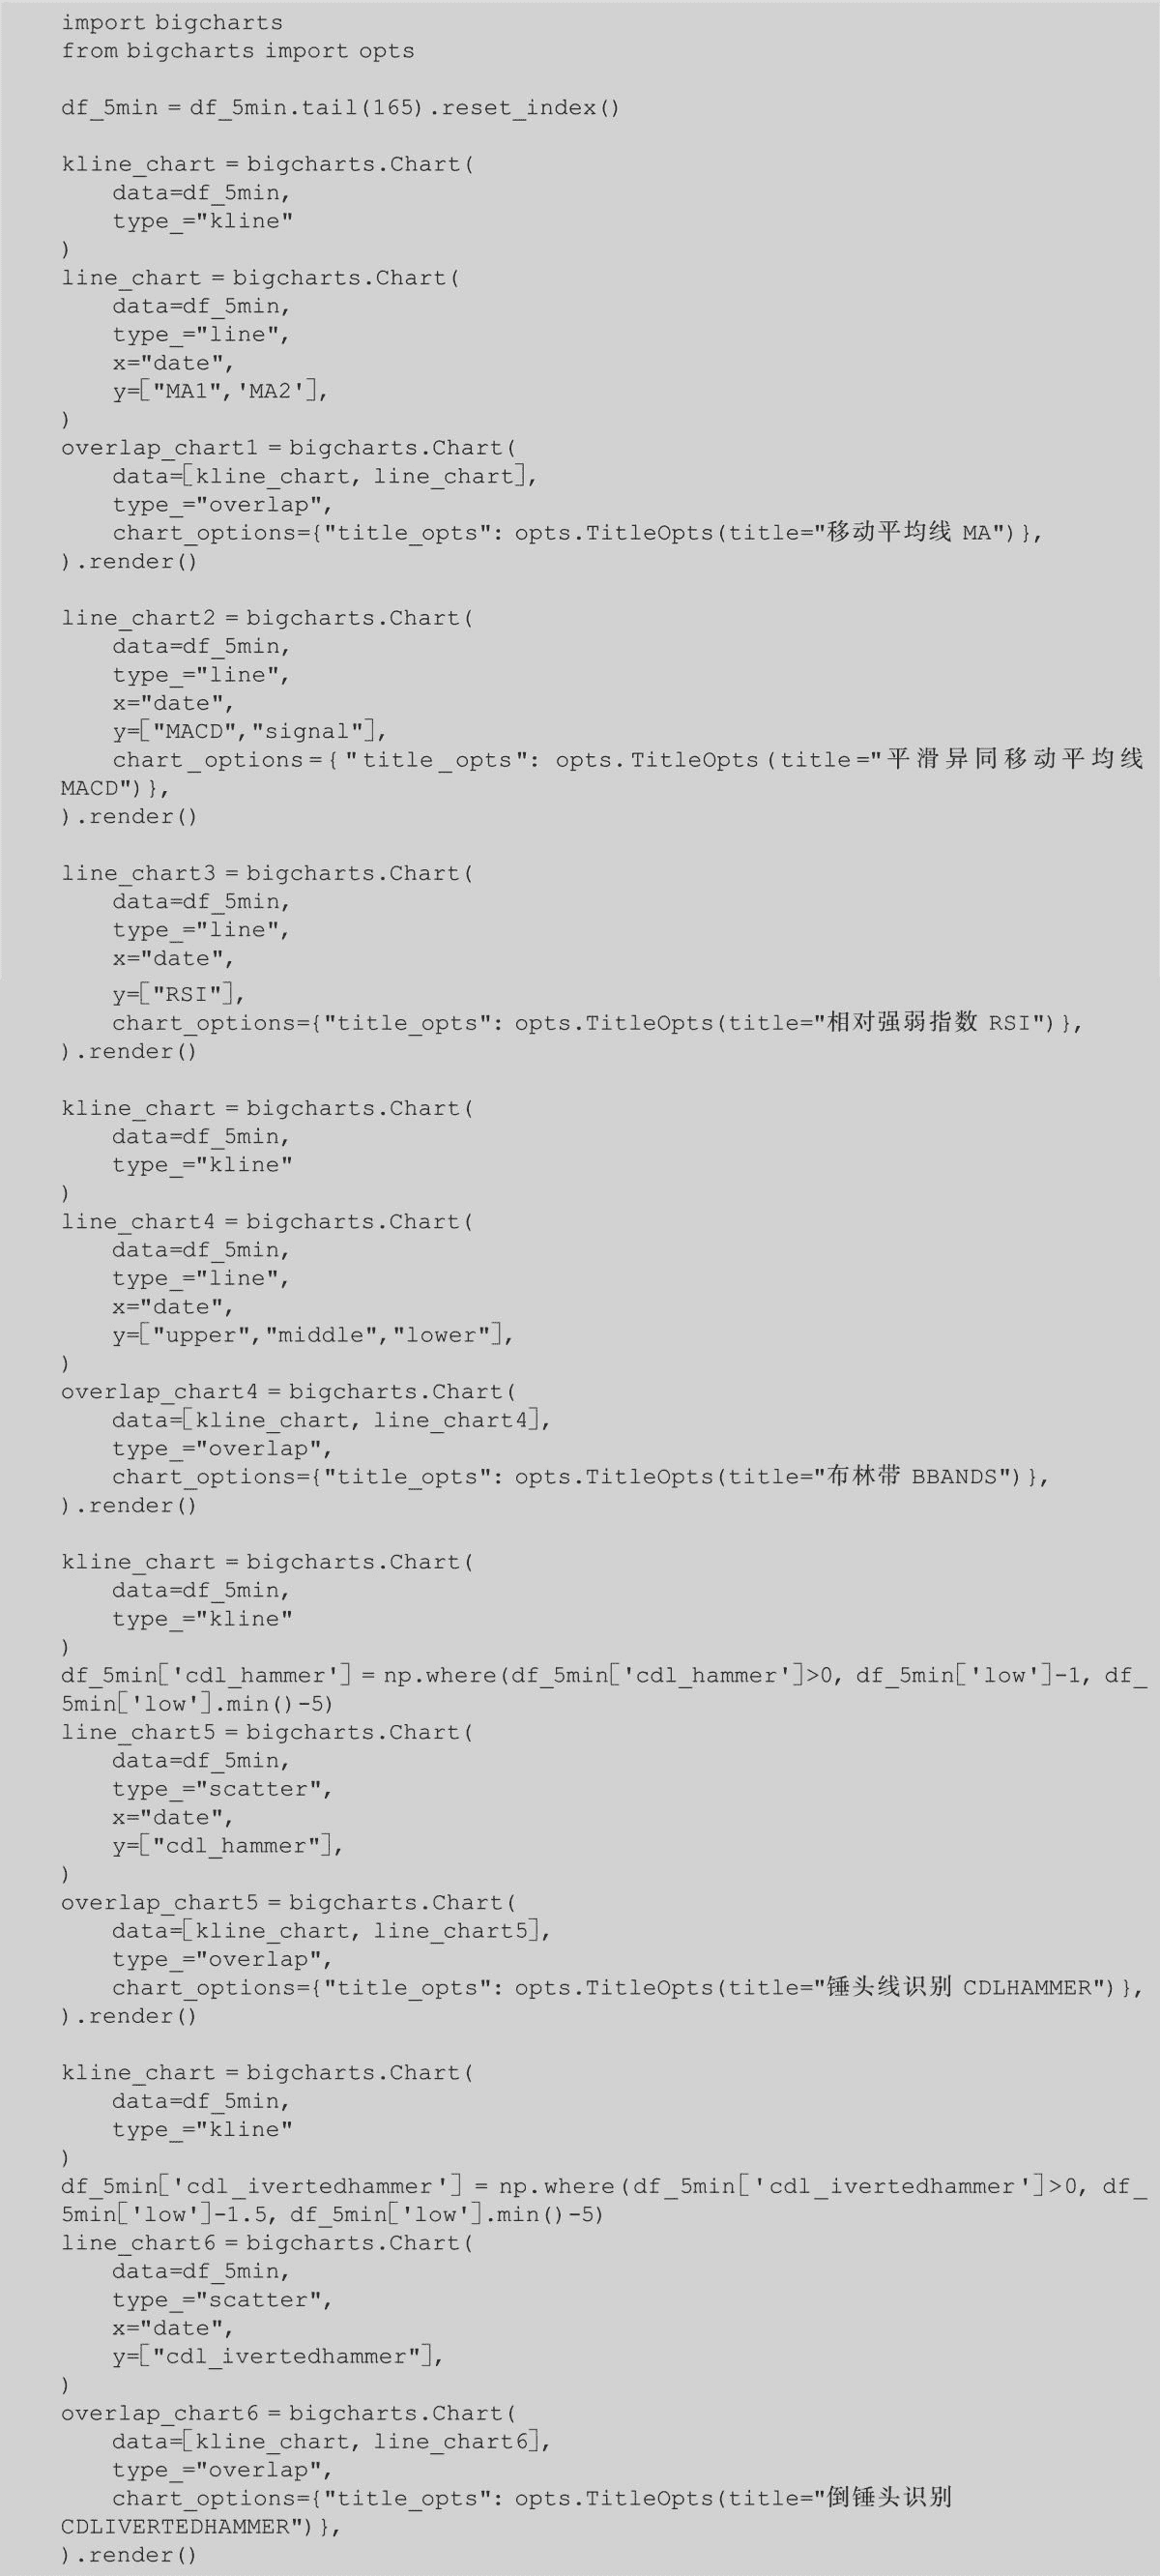 import bigcharts
from bigcharts import opts
df_5min = df_5min.tail(165).reset_index()
kline_chart = bigcharts.Chart(
data=df_5min,
type_="kline"
)
line_chart = bigcharts.Chart(
data=df_5min,
type_="line",
x="date",
y=["MA1",'MA2'],
)
overlap_chart1 = bigcharts.Chart(
data=[kline_chart, line_chart],
type_="overlap",
chart_options={"title_opts": opts.TitleOpts(title="移动平均线 MA")},
).render()
line_chart2 = bigcharts.Chart(
data=df_5min,
type_="line",
x="date",
y=["MACD","signal"],
chart_options={"title_opts": opts.TitleOpts(title="平滑异同移动平均线
MACD")},
).render()
line_chart3 = bigcharts.Chart(
data=df_5min,
type_="line",
x="date",
y=["RSI"],
chart_options={"title_opts": opts.TitleOpts(title="相对强弱指数 RSI")},
).render()
kline_chart = bigcharts.Chart(
data=df_5min,
type_="kline"
)
line_chart4 = bigcharts.Chart(
data=df_5min,
type_="line",
x="date",
y=["upper","middle","lower"],
)
overlap_chart4 = bigcharts.Chart(
data=[kline_chart, line_chart4],
type_="overlap",
chart_options={"title_opts": opts.TitleOpts(title="布林带 BBANDS")},
).render()
kline_chart = bigcharts.Chart(
data=df_5min,
type_="kline"
)
df_5min['cdl_hammer'] = np.where(df_5min['cdl_hammer']>0, df_5min['low']-1, df_
5min['low'].min()-5)
line_chart5 = bigcharts.Chart(
data=df_5min,
type_="scatter",
x="date",
y=["cdl_hammer"],
)
overlap_chart5 = bigcharts.Chart(
data=[kline_chart, line_chart5],
type_="overlap",
chart_options={"title_opts": opts.TitleOpts(title="锤头线识别 CDLHAMMER")},
).render()
kline_chart = bigcharts.Chart(
data=df_5min,
type_="kline"
)
df_5min['cdl_ivertedhammer'] = np.where(df_5min['cdl_ivertedhammer']>0, df_
5min['low']-1.5, df_5min['low'].min()-5)
line_chart6 = bigcharts.Chart(
data=df_5min,
type_="scatter",
x="date",
y=["cdl_ivertedhammer"],
)
overlap_chart6 = bigcharts.Chart(
data=[kline_chart, line_chart6],
type_="overlap",
chart_options={"title_opts": opts.TitleOpts(title="倒锤头识别
CDLIVERTEDHAMMER")},
).render()